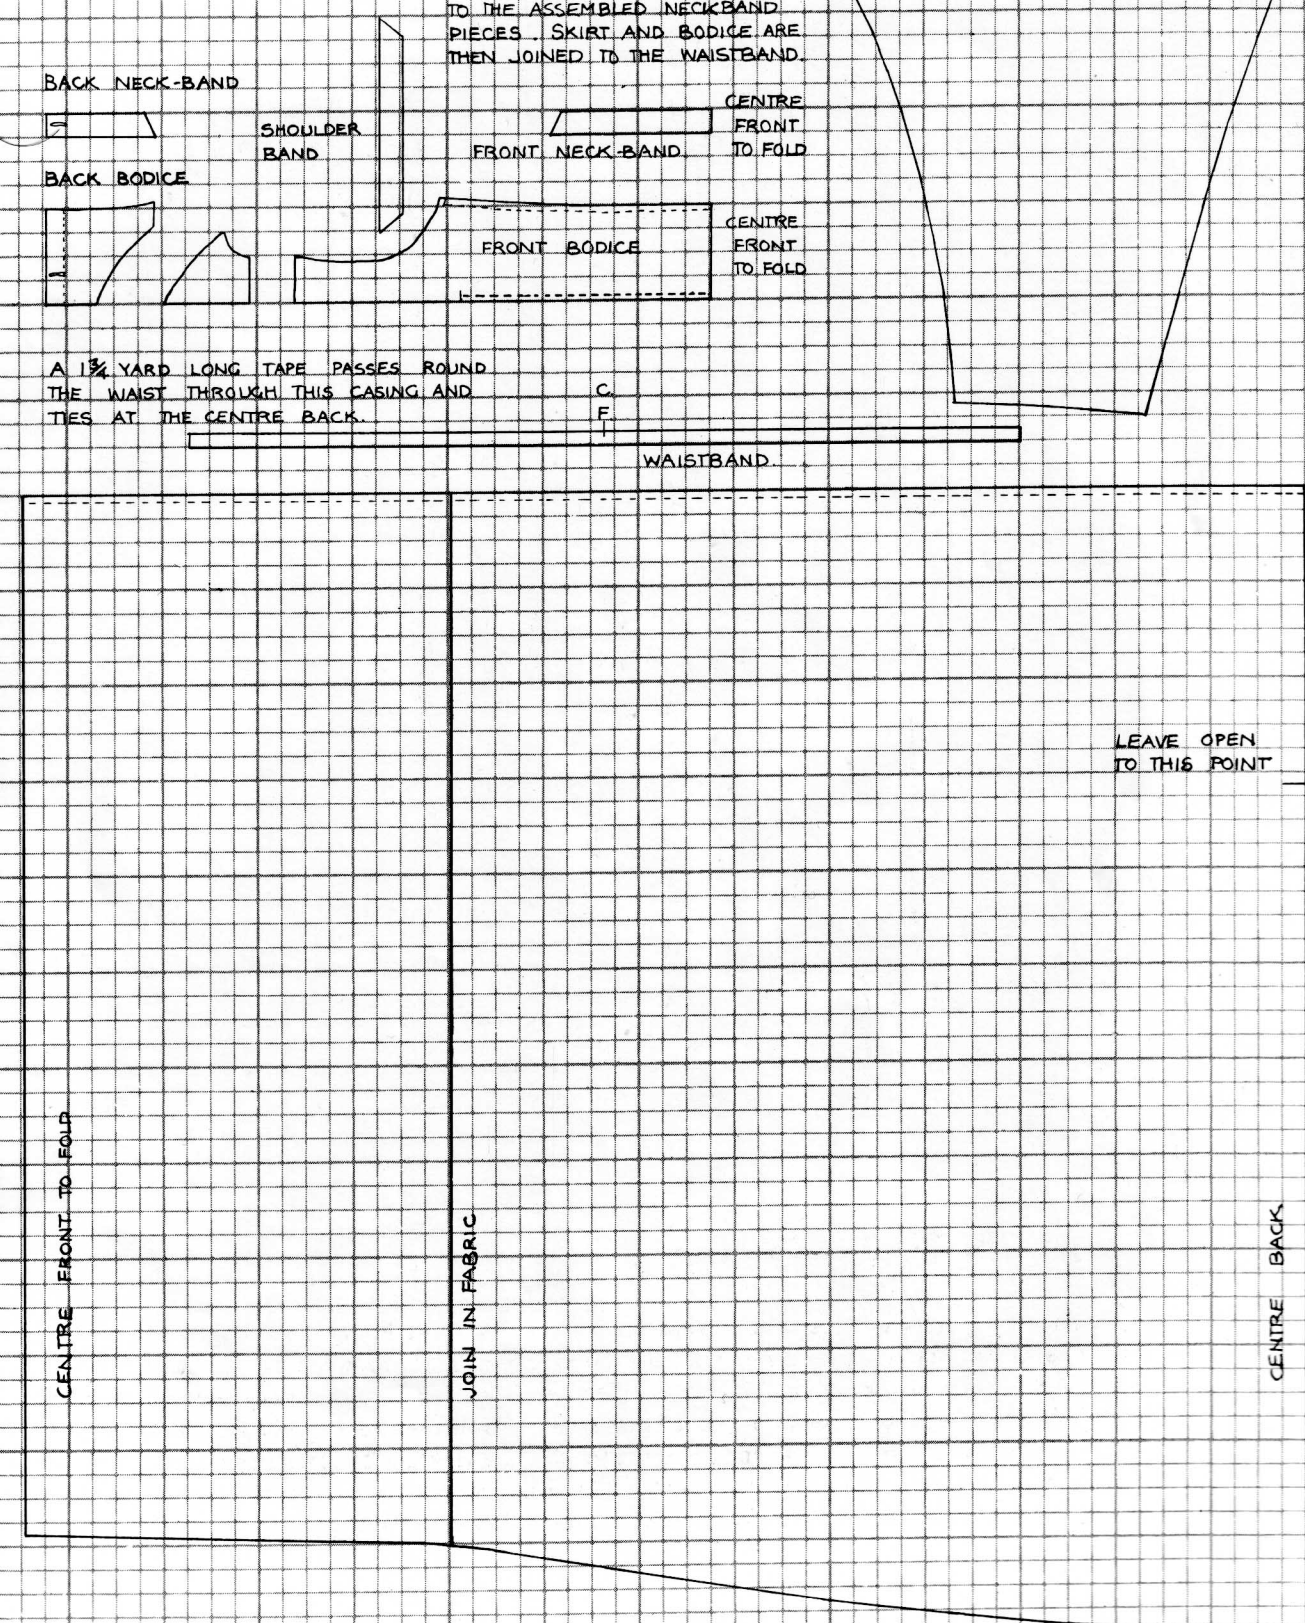 TO THE ASSEMBLED NECKBAND
PIECES. SKIRT AND BODICE ARE
THEN JOINED TO THE WAISTBAND.
BACK NECK-BAND
SHOULDER
BAND
FRONT NECK-BAND.
CENTRE
FRONT
TO FOLD
BACK BODICE
FRONT BODICE
CENTRE
FRONT
TO FOLD
A 1¾ YARD LONG TAPE PASSES ROUND
THE WAIST THROUGH THIS CASING AND
TIES AT THE CENTRE BACK.
C.
F.
WAISTBAND.
LEAVE OPEN
TO THIS POINT
CENTRE FRONT TO FOLD
JOIN IN FABRIC
CENTRE BACK